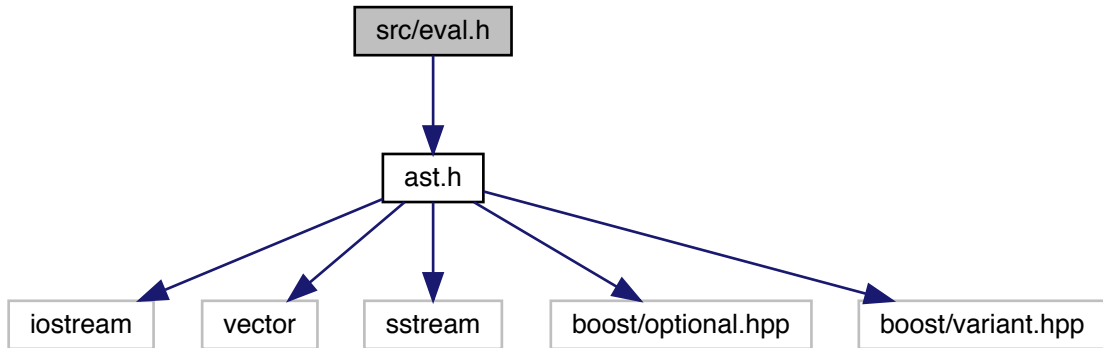 src/eval.h
ast.h
iostream
vector
sstream
boost/optional.hpp
boost/variant.hpp